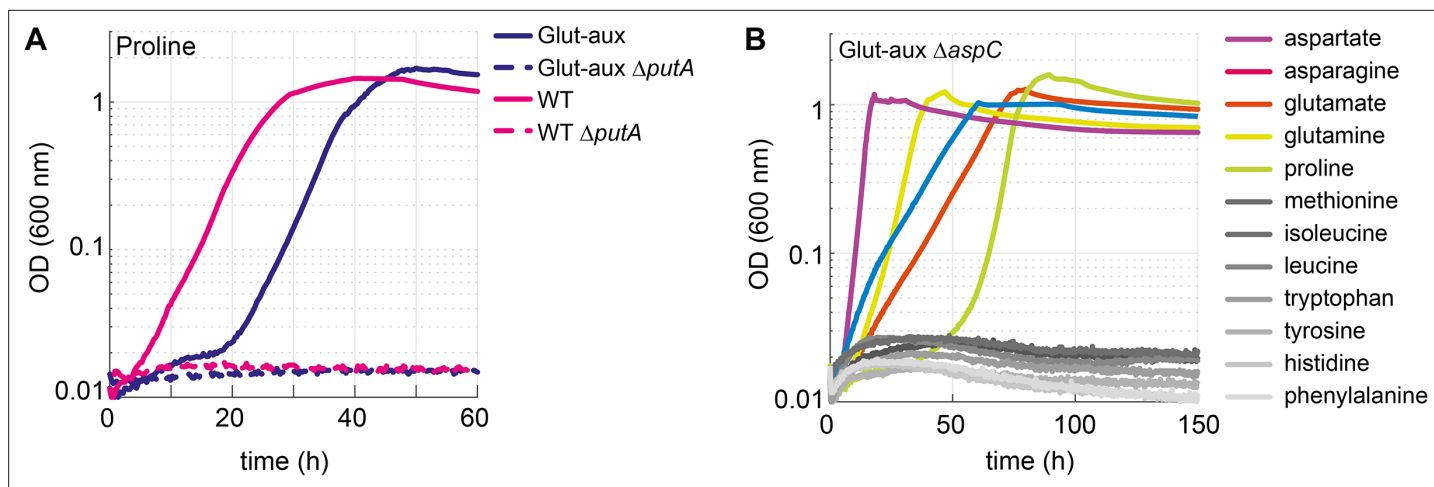 A
Proline
OD (600 nm)
1
0.1
0.01
0
20
40
60
time (h)
Glut-aux
Glut-aux ΔputA
WT
WT ΔputA
B
Glut-aux ΔaspC
OD (600 nm)
1
0.1
0.01
0
50
100
150
time (h)
aspartate
asparagine
glutamate
glutamine
proline
methionine
isoleucine
leucine
tryptophan
tyrosine
histidine
phenylalanine